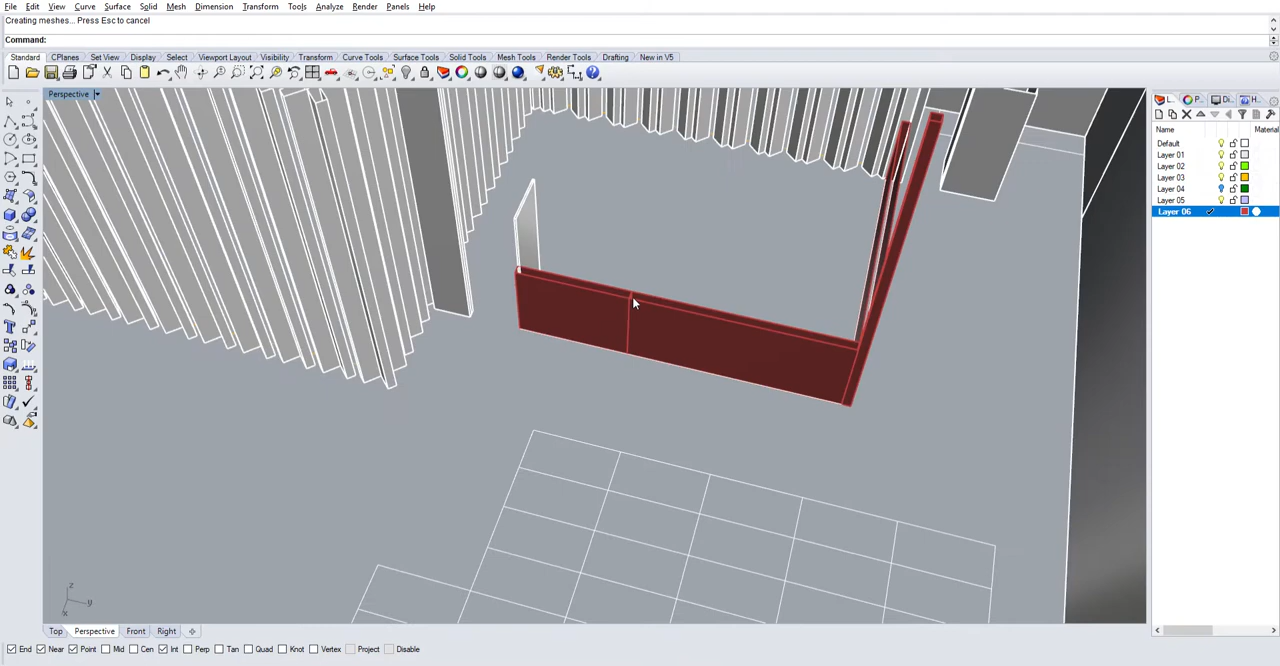 File Edit View Curve Surface Solid Mesh Dimension Transform Tools Analyze Render Panels Help
Creating meshes... Press Esc to cancel
Command:
Standard CPlanes Set View Display Select Viewport Layout Visibility Transform Curve Tools Surface Tools Solid Tools Mesh Tools Render Tools Drafting New in V5
Perspective
L... P... Di... H...
Name Material
Default
Layer 01
Layer 02
Layer 03
Layer 04
Layer 05
Layer 06
z
y
x
Top Perspective Front Right
End Near Point Mid Cen Int Perp Tan Quad Knot Vertex Project Disable